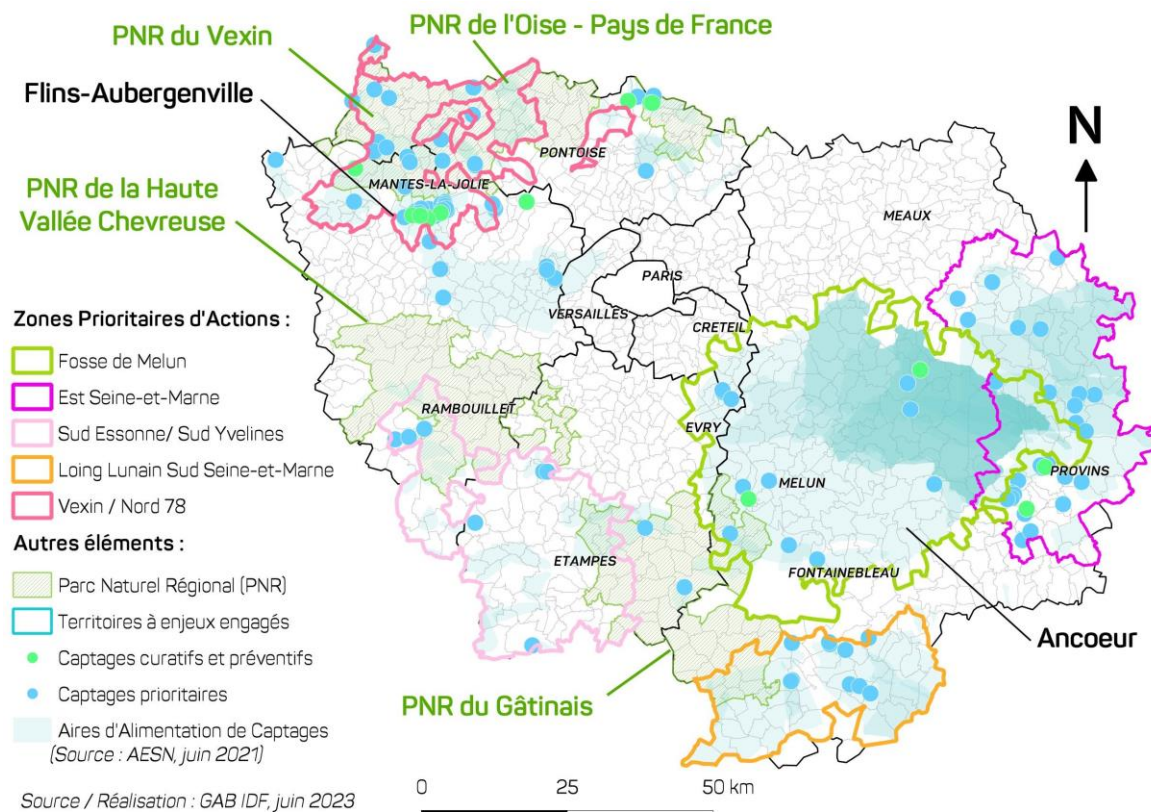 PNR du Vexin
PNR de l'Oise - Pays de France
Flins-Aubergenville
N
PONTOISE
PNR de la Haute
Vallée Chevreuse
MANTES-LA-JOLIE
MEAUX
PARIS
VERSAILLES
CRETEIL
Zones Prioritaires d'Actions :
Fosse de Melun
Est Seine-et-Marne
Sud Essonne/ Sud Yvelines
Loing Lunain Sud Seine-et-Marne
Vexin / Nord 78
RAMBOUILLET
EVRY
PROVINS
MELUN
Autres éléments :
Parc Naturel Régional (PNR)
Territoires à enjeux engagés
Captages curatifs et préventifs
Captages prioritaires
Aires d'Alimentation de Captages
(Source : AESN, juin 2021)
ETAMPES
FONTAINEBLEAU
Ancoeur
PNR du Gâtinais
0 25 50 km
Source / Réalisation : GAB IDF, juin 2023